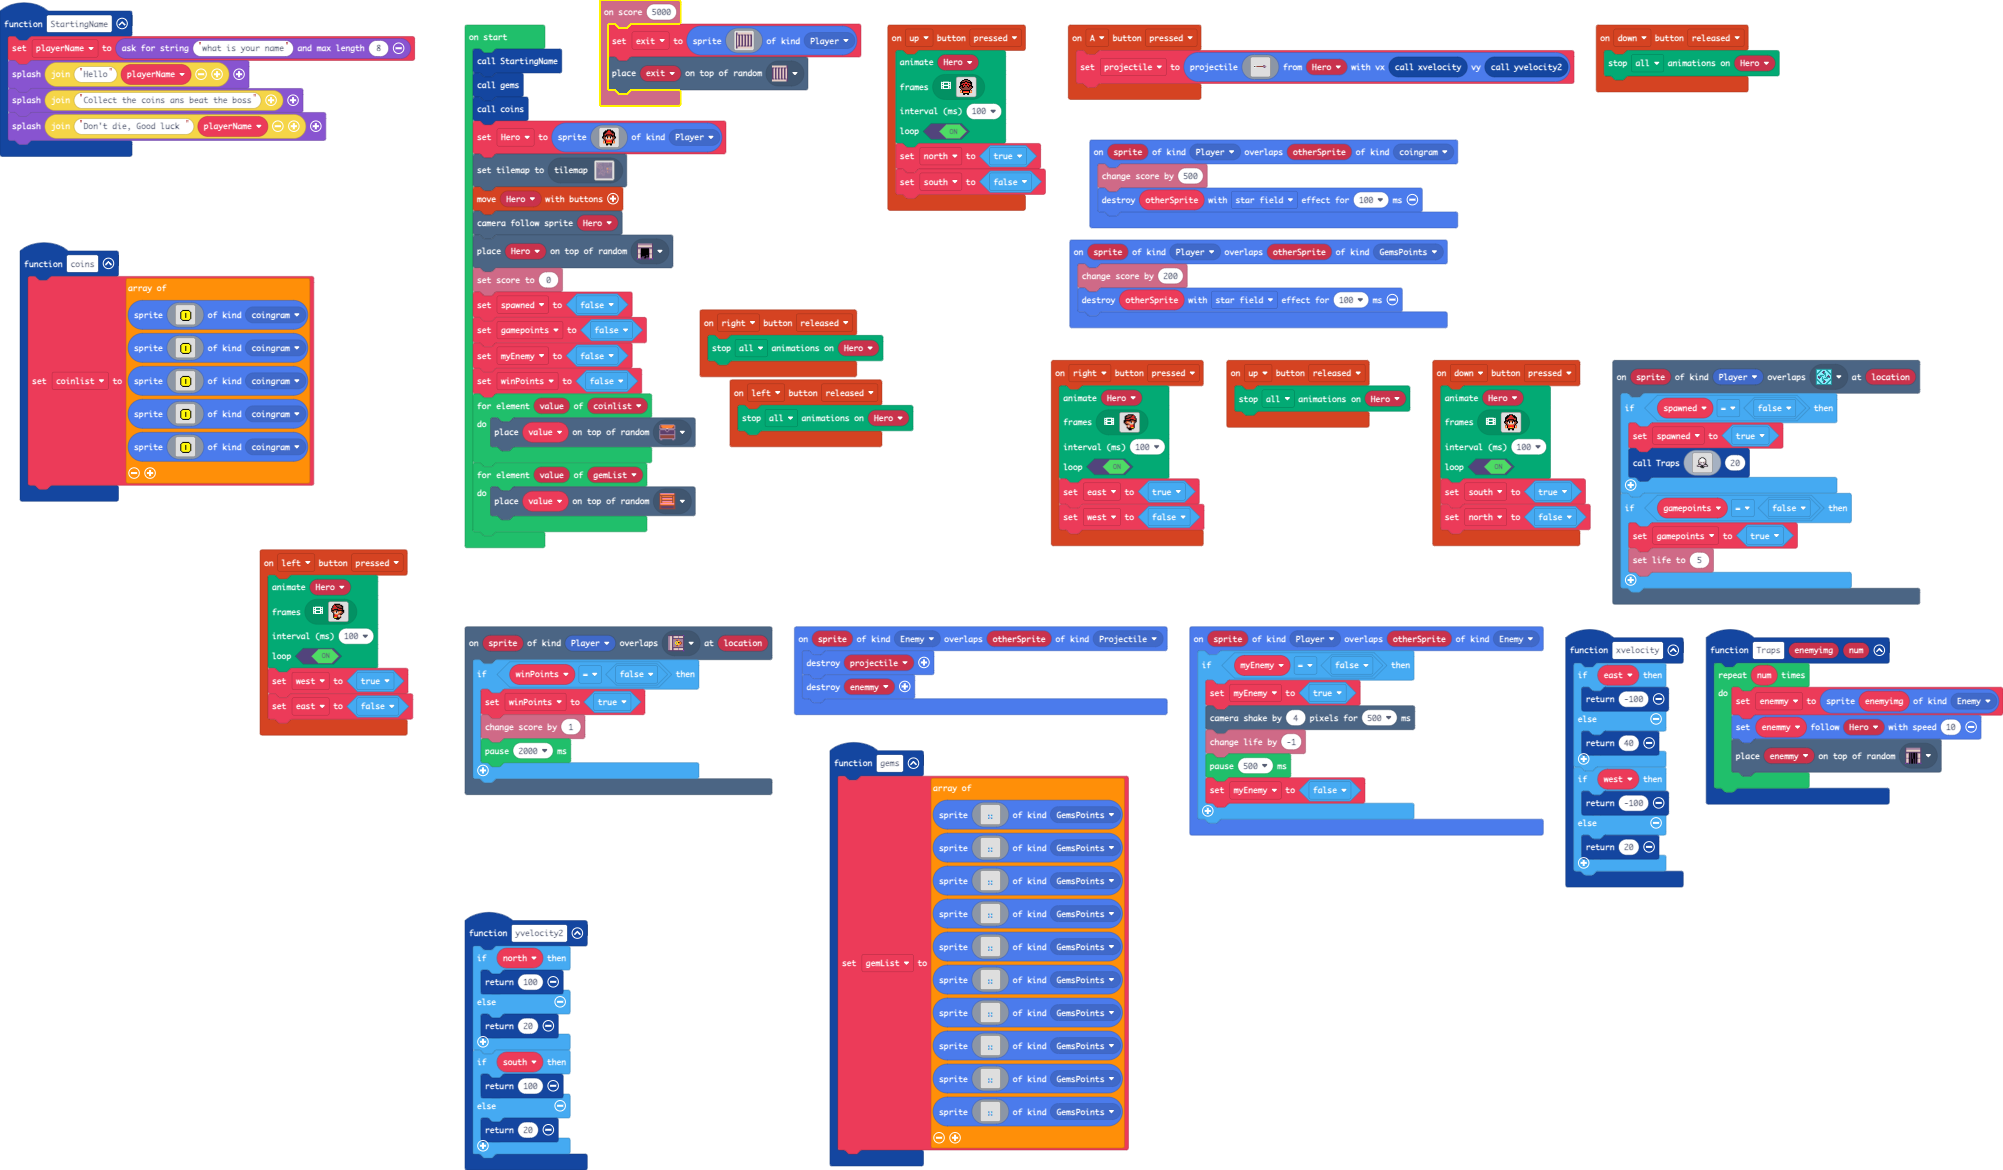 function StartingName
set playerName to ask for string "what is your name" and max length 8
splash join "Hello" playerName
splash join "Collect the coins ans beat the boss"
splash join "Don't die, Good luck " playerName
function coins
set coinlist to array of
sprite of kind coingram
sprite of kind coingram
sprite of kind coingram
sprite of kind coingram
sprite of kind coingram
on left button pressed
animate Hero
frames
interval (ms) 100
loop ON
set west to true
set east to false
on start
call StartingName
call gems
call coins
set Hero to sprite of kind Player
set tilemap to tilemap
move Hero with buttons
camera follow sprite Hero
place Hero on top of random
set score to 0
set spawned to false
set gamepoints to false
set myEnemy to false
set winPoints to false
for element value of coinlist
do place value on top of random
for element value of gemList
do place value on top of random
on score 5000
set exit to sprite of kind Player
place exit on top of random
on right button released
stop all animations on Hero
on left button released
stop all animations on Hero
on up button pressed
animate Hero
frames
interval (ms) 100
loop ON
set north to true
set south to false
on A button pressed
set projectile to projectile from Hero with vx call xvelocity vy call yvelocity2
on down button released
stop all animations on Hero
on sprite of kind Player overlaps otherSprite of kind coingram
change score by 500
destroy otherSprite with star field effect for 100 ms
on sprite of kind Player overlaps otherSprite of kind GemsPoints
change score by 200
destroy otherSprite with star field effect for 100 ms
on right button pressed
animate Hero
frames
interval (ms) 100
loop ON
set east to true
set west to false
on up button released
stop all animations on Hero
on down button pressed
animate Hero
frames
interval (ms) 100
loop ON
set south to true
set north to false
on sprite of kind Player overlaps at location
if spawned = false then
set spawned to true
call Traps 20
if gamepoints = false then
set gamepoints to true
set life to 5
on sprite of kind Player overlaps at location
if winPoints = false then
set winPoints to true
change score by 1
pause 2000 ms
on sprite of kind Enemy overlaps otherSprite of kind Projectile
destroy projectile
destroy enemmy
on sprite of kind Player overlaps otherSprite of kind Enemy
if myEnemy = false then
set myEnemy to true
camera shake by 4 pixels for 500 ms
change life by -1
pause 500 ms
set myEnemy to false
function xvelocity
if east then
return -100
else
return 40
if west then
return -100
else
return 20
function Traps enemyimg num
repeat num times
do set enemmy to sprite enemyimg of kind Enemy
set enemmy follow Hero with speed 10
place enemmy on top of random
function gems
set gemList to array of
sprite of kind GemsPoints
sprite of kind GemsPoints
sprite of kind GemsPoints
sprite of kind GemsPoints
sprite of kind GemsPoints
sprite of kind GemsPoints
sprite of kind GemsPoints
sprite of kind GemsPoints
sprite of kind GemsPoints
sprite of kind GemsPoints
function yvelocity2
if north then
return 100
else
return 20
if south then
return 100
else
return 20